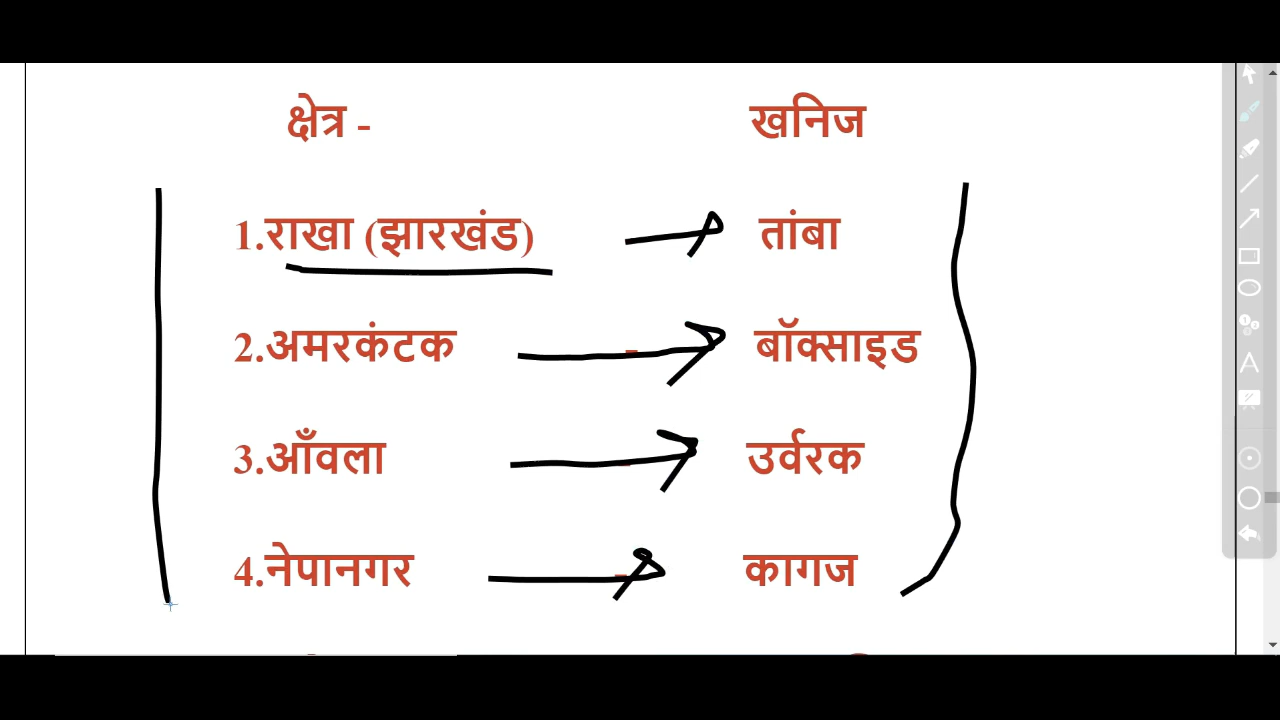 क्षेत्र - खनिज
1.राखा (झारखंड) तांबा
2.अमरकंटक - बॉक्साइड
3.आँवला - उर्वरक
4.नेपानगर - कागज